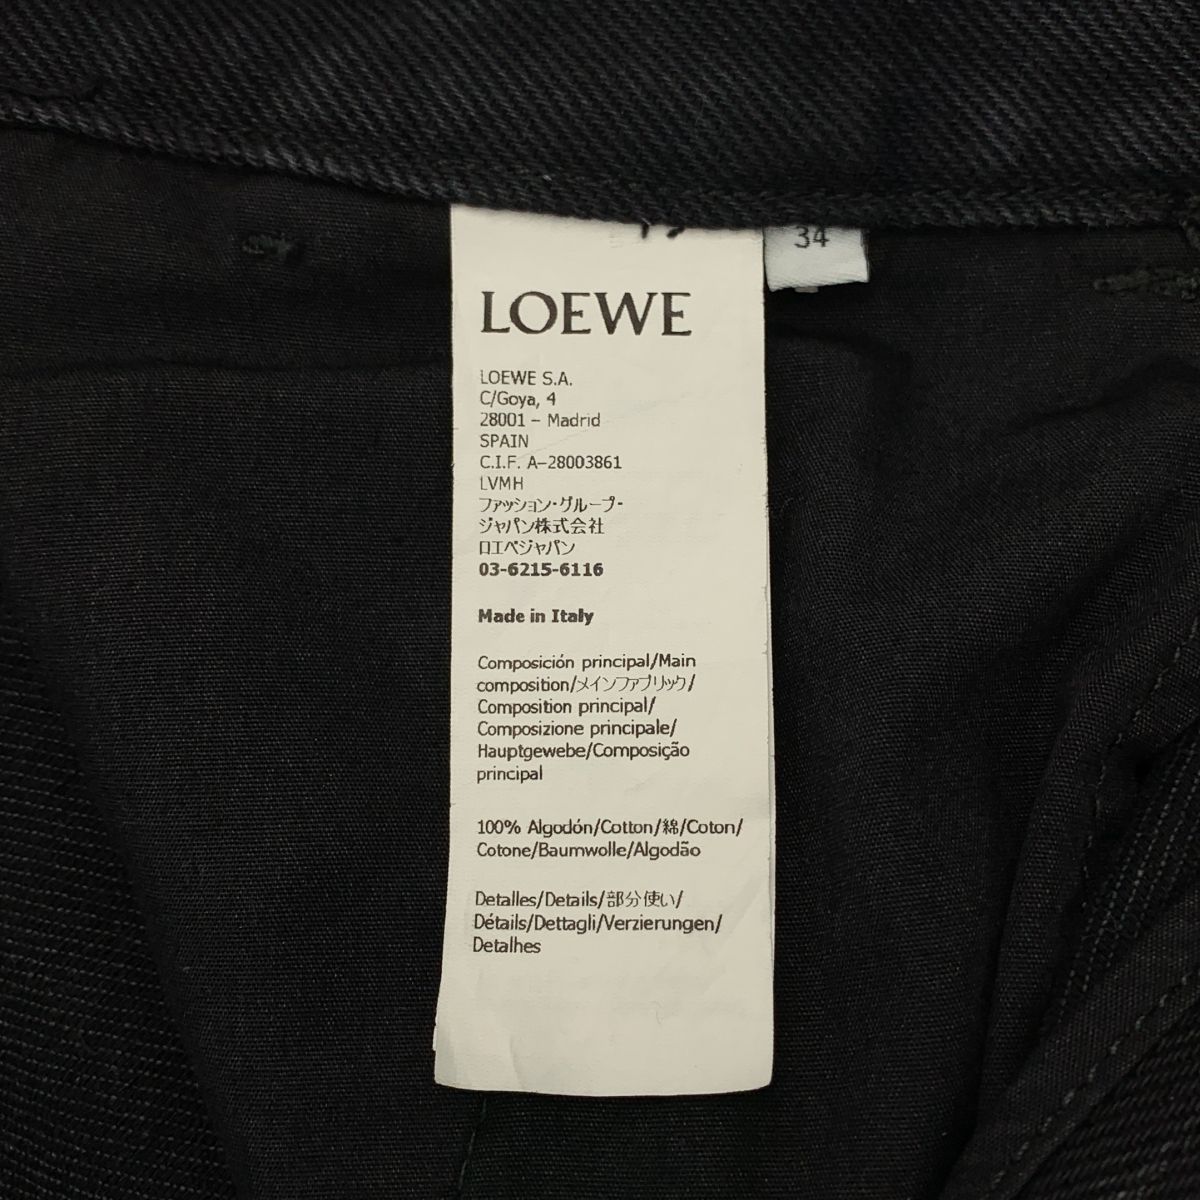 34
LOEWE
LOEWE S.A.
C/Goya, 4
28001 – Madrid
SPAIN
C.I.F. A–28003861
LVMH
ファッション・グループ・
ジャパン株式会社
ロエベジャパン
03-6215-6116
Made in Italy
Composición principal/Main
composition/メインファブリック/
Composition principal/
Composizione principale/
Hauptgewebe/Composição
principal
100% Algodón/Cotton/綿/Coton/
Cotone/Baumwolle/Algodão
Detalles/Details/部分使い/
Détails/Dettagli/Verzierungen/
Detalhes